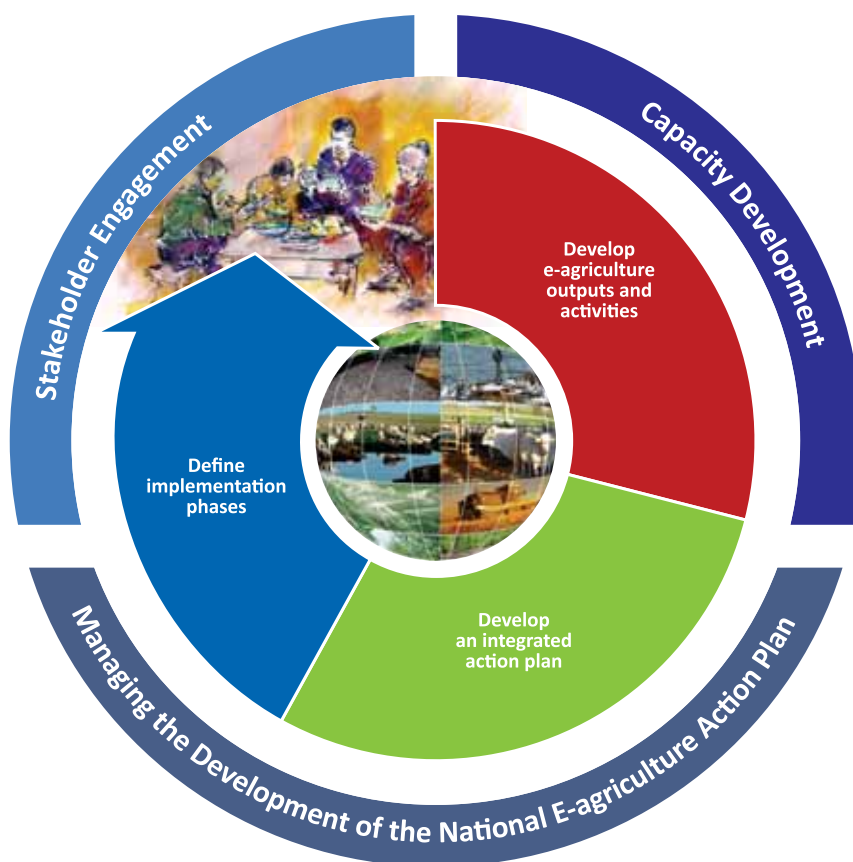 Stakeholder Engagement
Capacity Development
Develop
e-agriculture
outputs and
activities
Define
implementation
phases
Develop
an integrated
action plan
Managing the Development of the National E-agriculture Action Plan